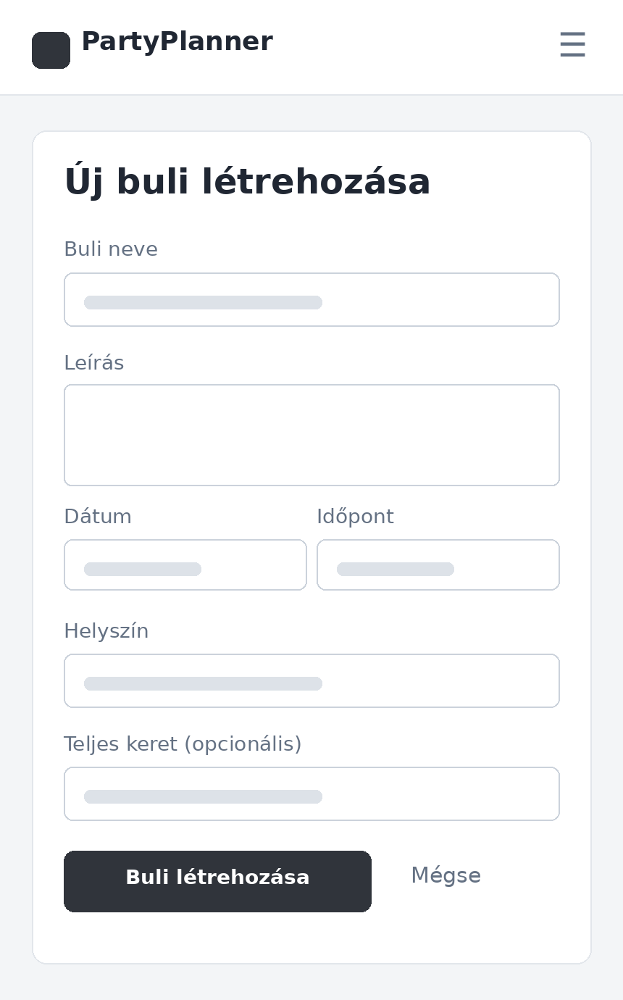 PartyPlanner
Új buli létrehozása
Buli neve
Leírás
Dátum
Időpont
Helyszín
Teljes keret (opcionális)
Buli létrehozása
Mégse